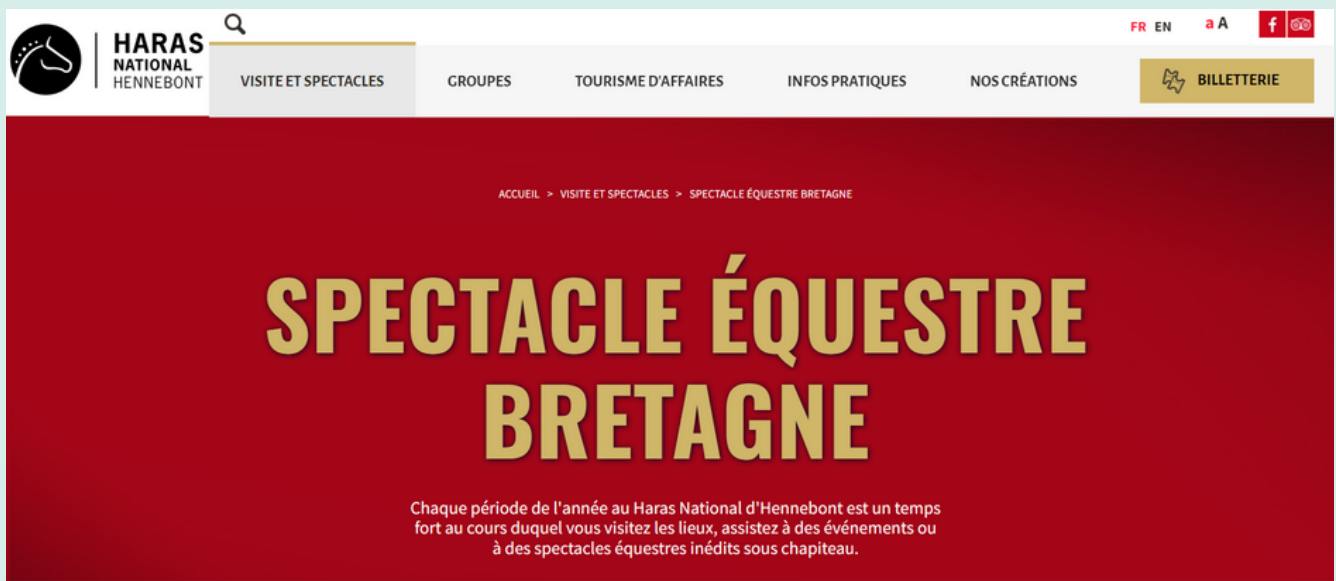 HARAS
NATIONAL
HENNEBONT
FR EN aA f
VISITE ET SPECTACLES GROUPES TOURISME D'AFFAIRES INFOS PRATIQUES NOS CRÉATIONS BILLETTERIE
ACCUEIL > VISITE ET SPECTACLES > SPECTACLE ÉQUESTRE BRETAGNE
SPECTACLE ÉQUESTRE
BRETAGNE
Chaque période de l'année au Haras National d'Hennebont est un temps
fort au cours duquel vous visitez les lieux, assistez à des événements ou
à des spectacles équestres inédits sous chapiteau.